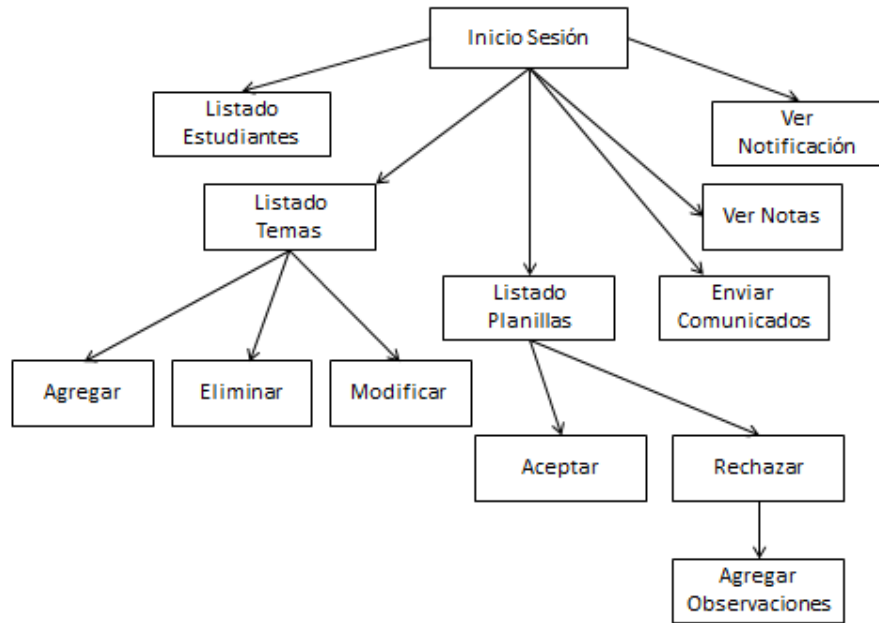 Inicio Sesión
Listado
Estudiantes
Ver
Notificación
Listado
Temas
Ver Notas
Listado
Planillas
Enviar
Comunicados
Agregar
Eliminar
Modificar
Aceptar
Rechazar
Agregar
Observaciones